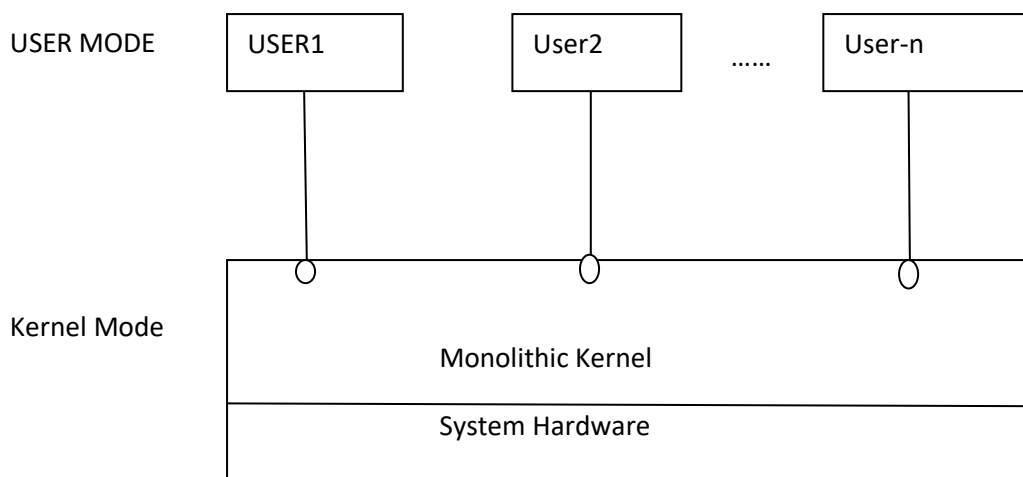 USER MODE
USER1
User2
......
User-n
Kernel Mode
Monolithic Kernel
System Hardware